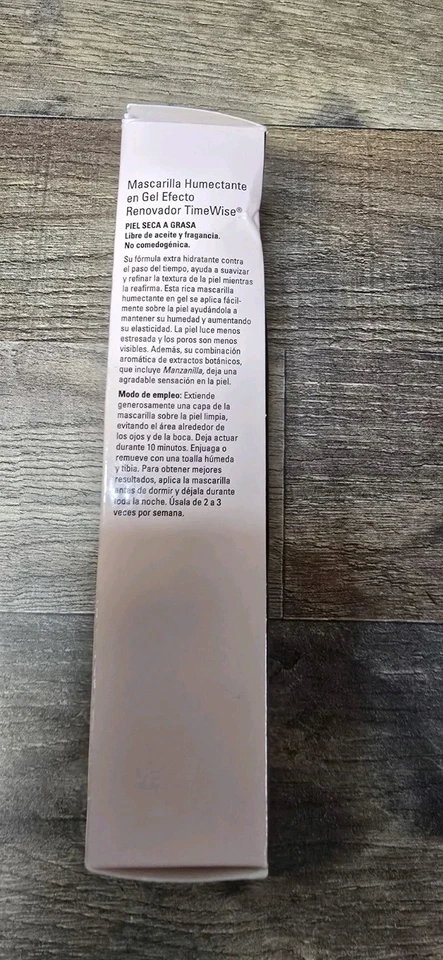 Mascarilla Humectante
en Gel Efecto
Renovador TimeWise®
PIEL SECA A GRASA
Libre de aceite y fragancia.
No comedogénica.
Su fórmula extra hidratante contra
el paso del tiempo, ayuda a suavizar
y refinar la textura de la piel mientras
la reafirma. Esta rica mascarilla
humectante en gel se aplica fácil-
mente sobre la piel ayudándola a
mantener su humedad y aumentando
su elasticidad. La piel luce menos
estresada y los poros son menos
visibles. Además, su combinación
aromática de extractos botánicos,
que incluye Manzanilla, deja una
agradable sensación en la piel.
Modo de empleo: Extiende
generosamente una capa de la
mascarilla sobre la piel limpia,
evitando el área alrededor de
los ojos y de la boca. Deja actuar
durante 10 minutos. Enjuaga o
remueve con una toalla húmeda
y tibia. Para obtener mejores
resultados, aplica la mascarilla
antes de dormir y déjala durante
toda la noche. Úsala de 2 a 3
veces por semana.